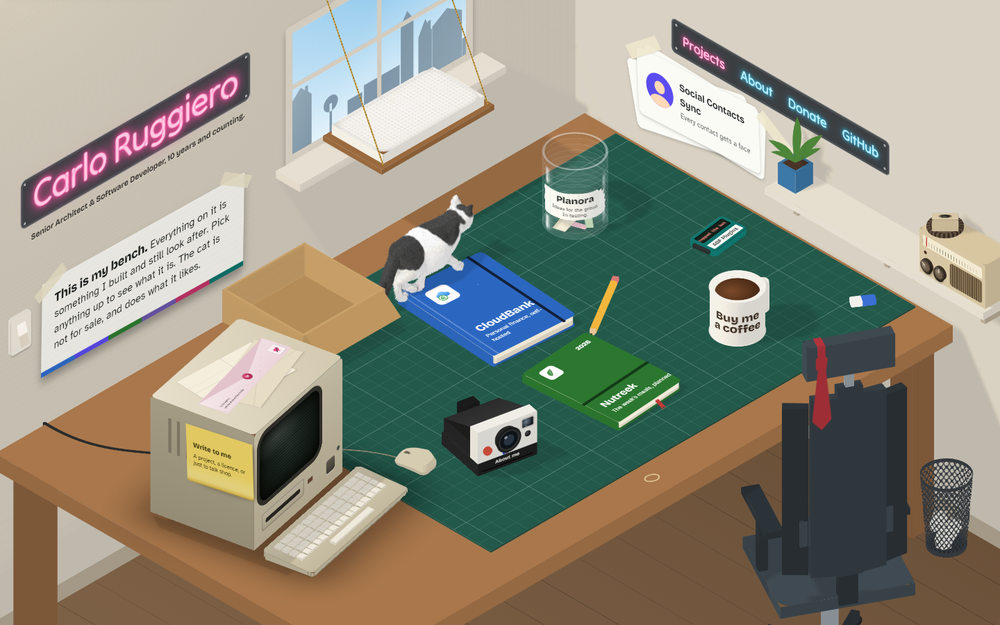 Carlo Ruggiero
Senior Architect & Software Developer, 10 years and counting.
This is my bench. Everything on it is
something I built and still look after. Pick
anything up to see what it is. The cat is
not for sale, and does what it likes.
Projects
About
Donate
GitHub
Social Contacts
Sync
Every contact gets a face
Planora
Ideas for the group
In testing.
CloudBank
Personal finance, self-
hosted
2026
Nutreek
The week's meals, planned
Buy me
a coffee
About me
Write to me
A project, a licence, or
just to talk shop.